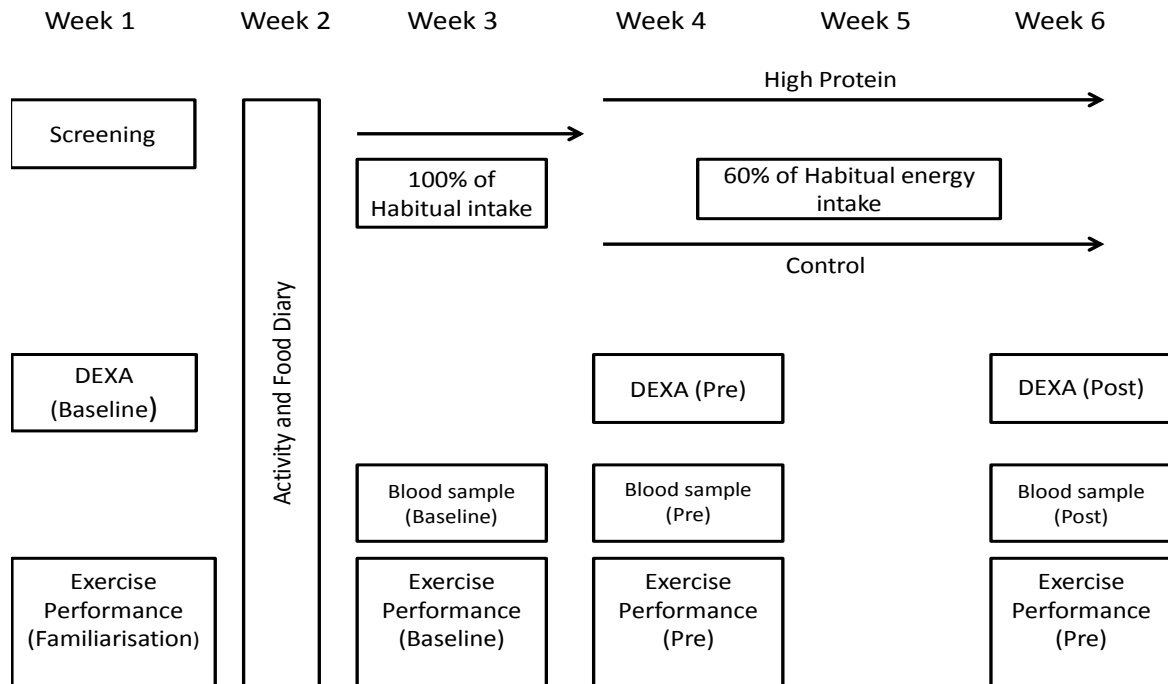 Week 1
Week 2
Week 3
Week 4
Week 5
Week 6
High Protein
Screening
100% of
Habitual intake
60% of Habitual energy
intake
Control
Activity and Food Diary
DEXA
(Baseline)
DEXA (Pre)
DEXA (Post)
Blood sample
(Baseline)
Blood sample
(Pre)
Blood sample
(Post)
Exercise
Performance
(Familiarisation)
Exercise
Performance
(Baseline)
Exercise
Performance
(Pre)
Exercise
Performance
(Pre)